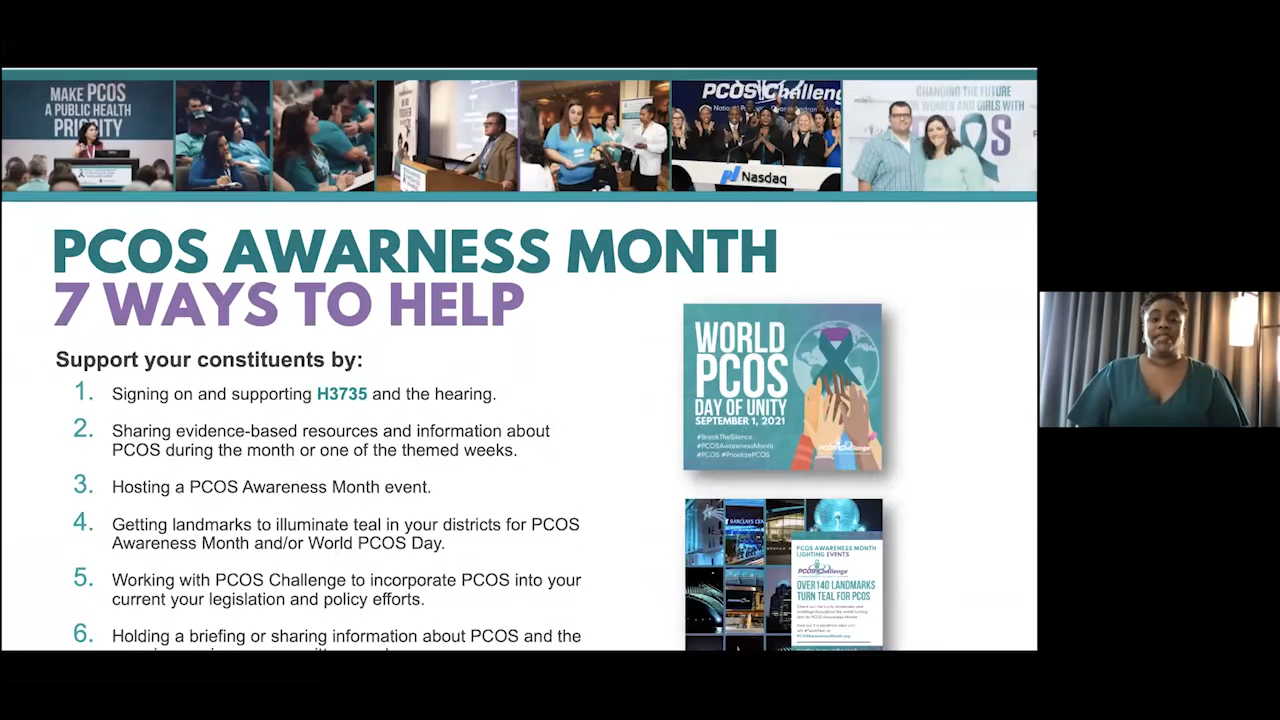 MAKE PCOS
A PUBLIC HEALTH
PRIORITY
PCOS Challenge
Nasdaq
CHANGING THE FUTURE
FOR WOMEN AND GIRLS WITH
PCOS
PCOS AWARNESS MONTH
7 WAYS TO HELP
Support your constituents by:
1. Signing on and supporting H3735 and the hearing.
2. Sharing evidence-based resources and information about
PCOS during the month or one of the themed weeks.
3. Hosting a PCOS Awareness Month event.
4. Getting landmarks to illuminate teal in your districts for PCOS
Awareness Month and/or World PCOS Day.
5. Working with PCOS Challenge to incorporate PCOS into your
current your legislation and policy efforts.
6. Holding a briefing or sharing information about PCOS and the
WORLD
PCOS
DAY OF UNITY
SEPTEMBER 1, 2021
#BreakTheSilence
#PCOSAwarenessMonth
#PCOS #PrioritizePCOS
PCOS Challenge
BARCLAYS CEN
PCOS AWARENESS MONTH
LIGHTING EVENTS
PCOS Challenge
OVER 140 LANDMARKS
TURN TEAL FOR PCOS